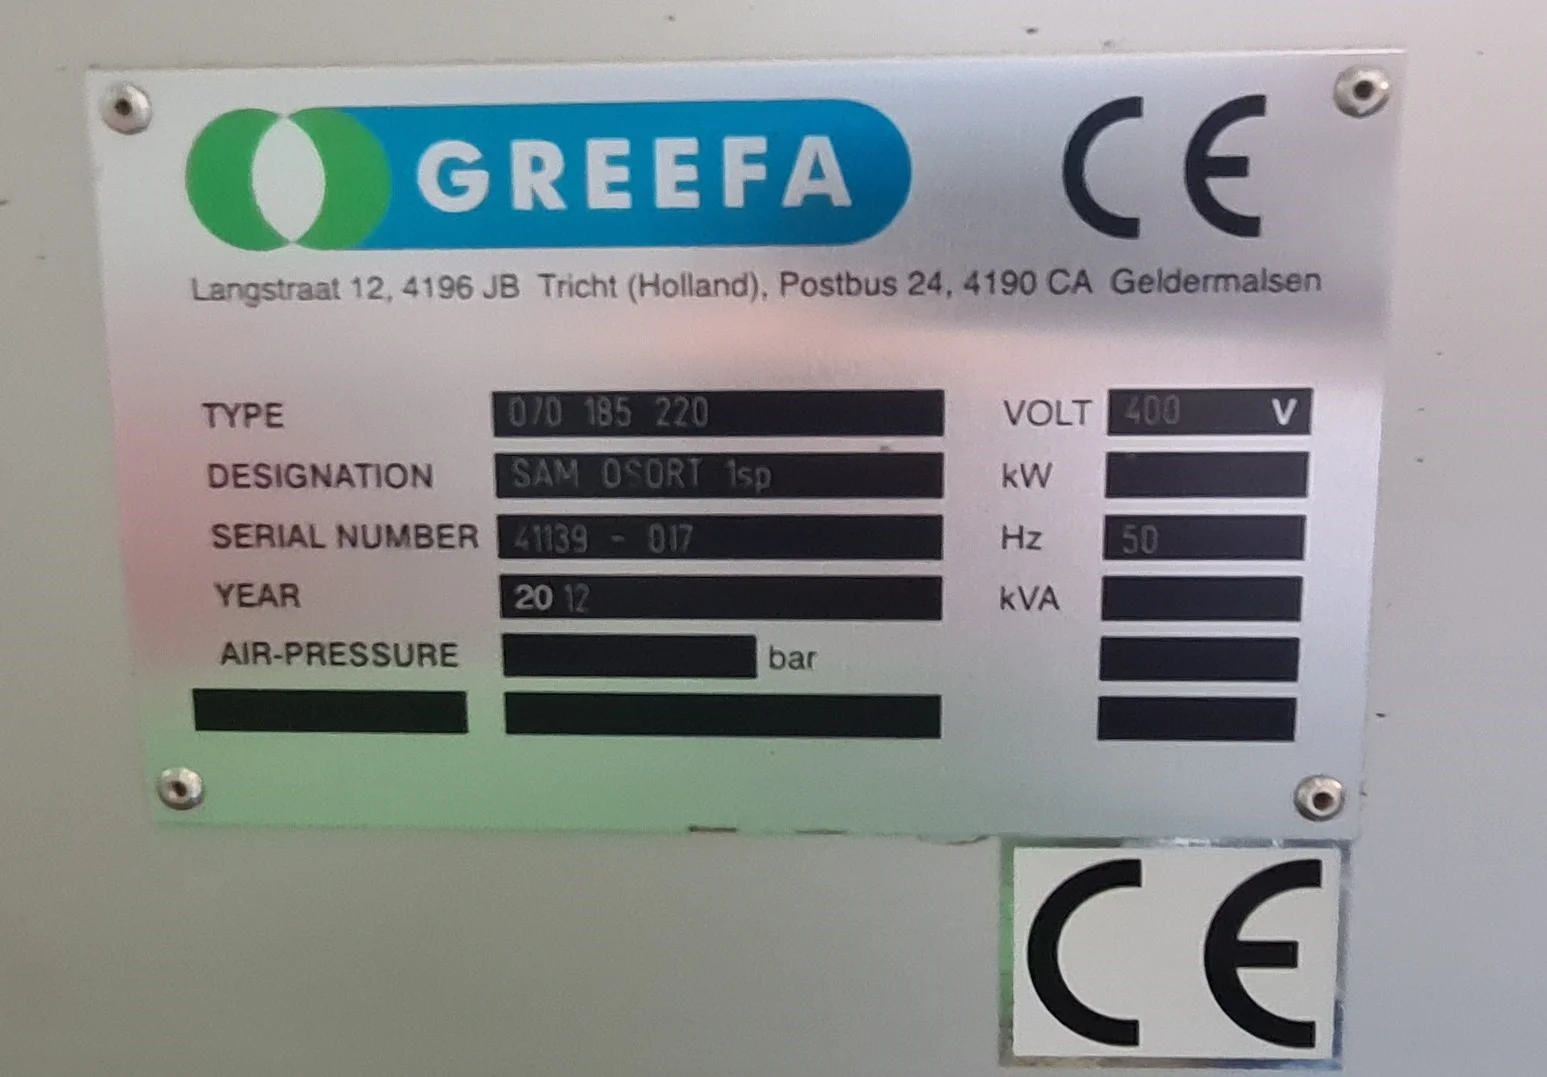 GREEFA CE
Langstraat 12, 4196 JB Tricht (Holland), Postbus 24, 4190 CA Geldermalsen
TYPE 070 185 220 VOLT 400 V
DESIGNATION SAM OSORT 1sp kW
SERIAL NUMBER 41139 - 017 Hz 50
YEAR 2012 kVA
AIR-PRESSURE bar
CE